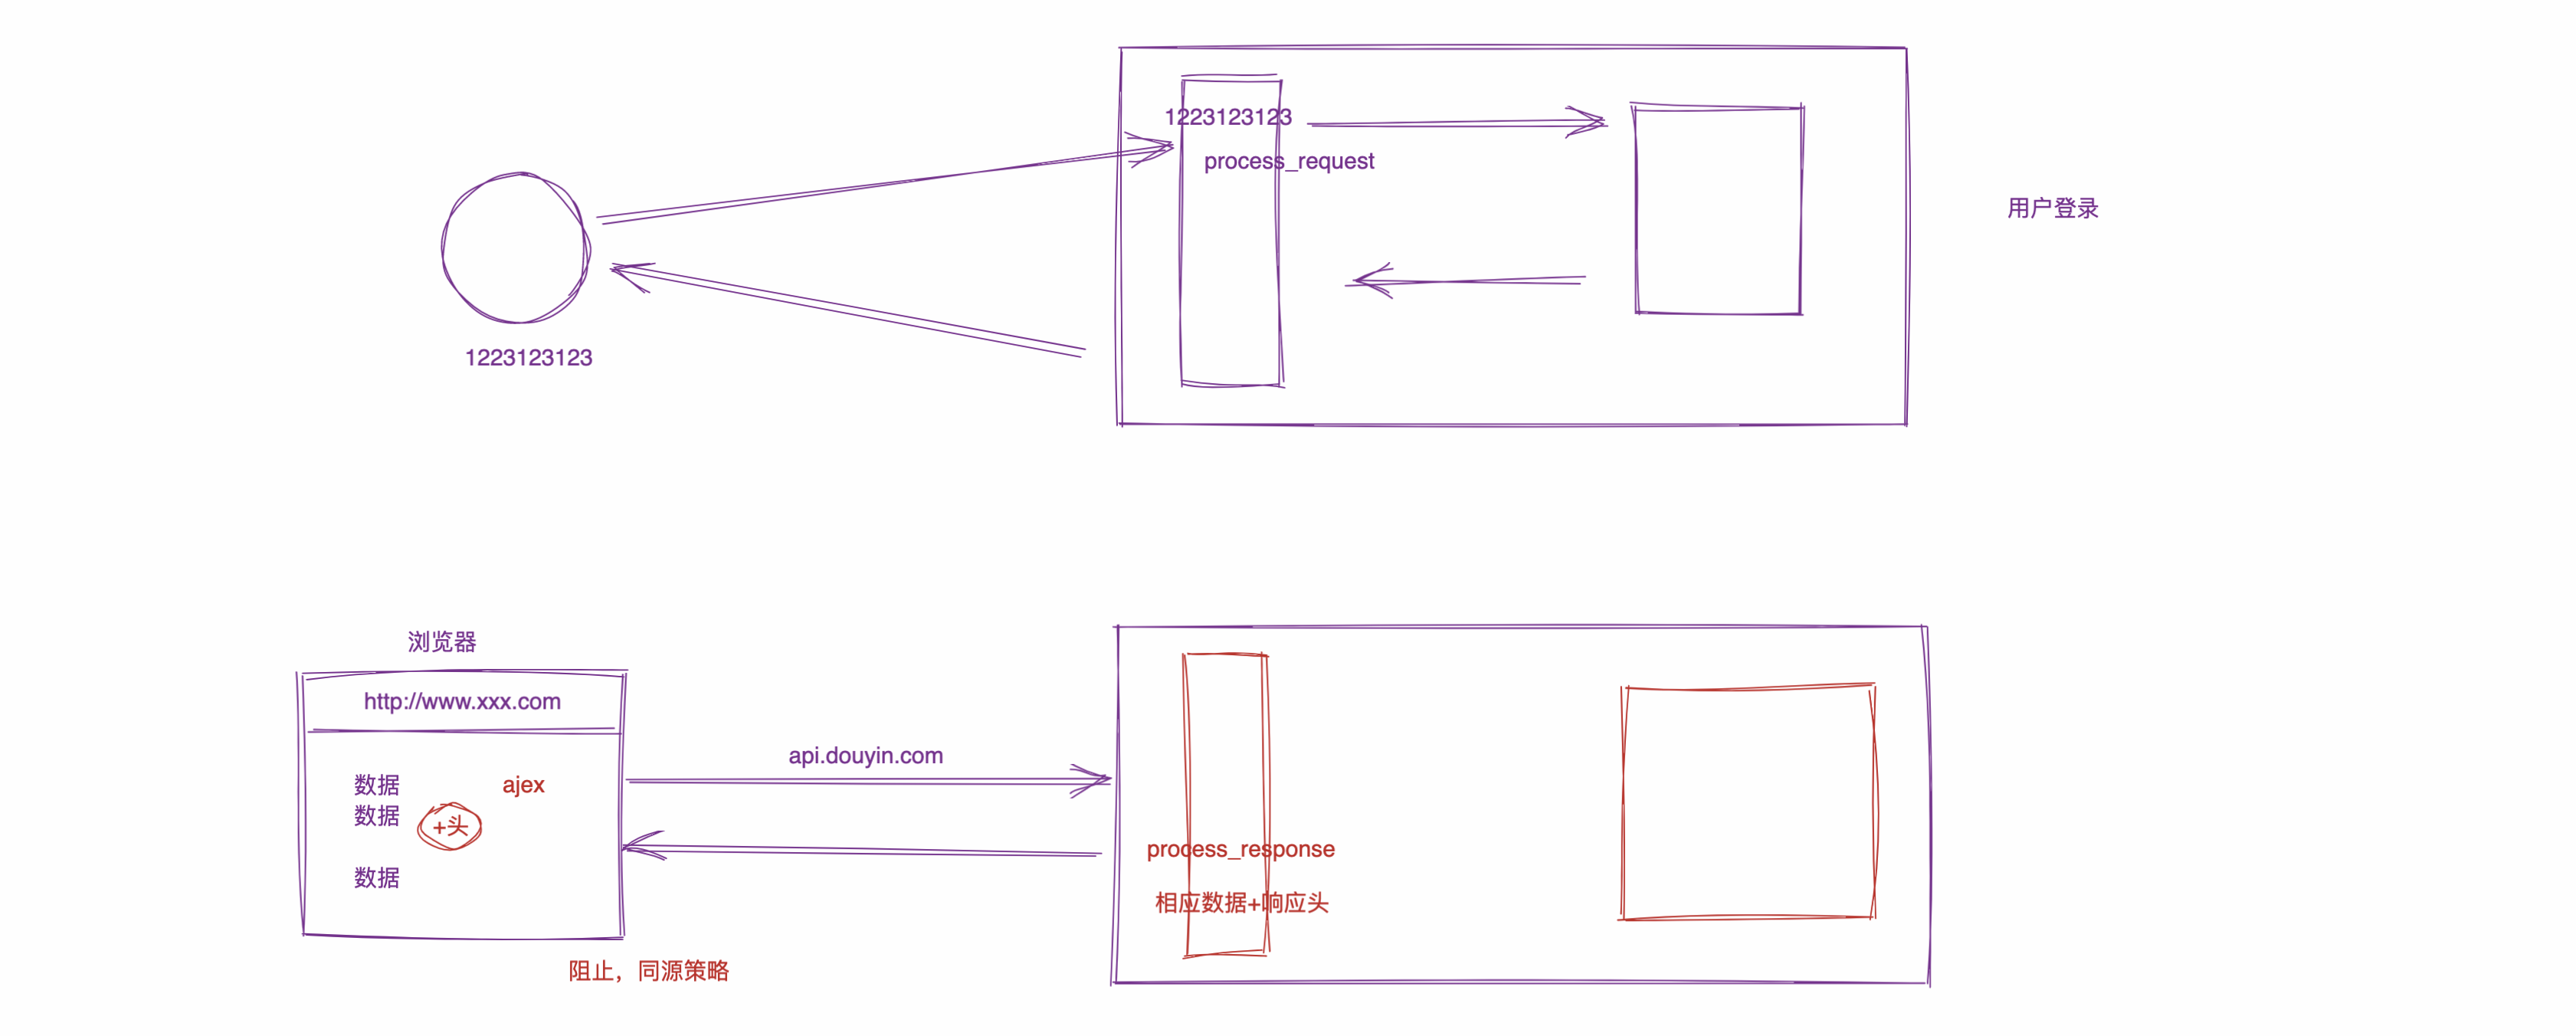 1223123123
process_request
用户登录
1223123123
浏览器
http://www.xxx.com
api.douyin.com
数据
ajex
数据
+头
process_response
数据
相应数据+响应头
阻止，同源策略